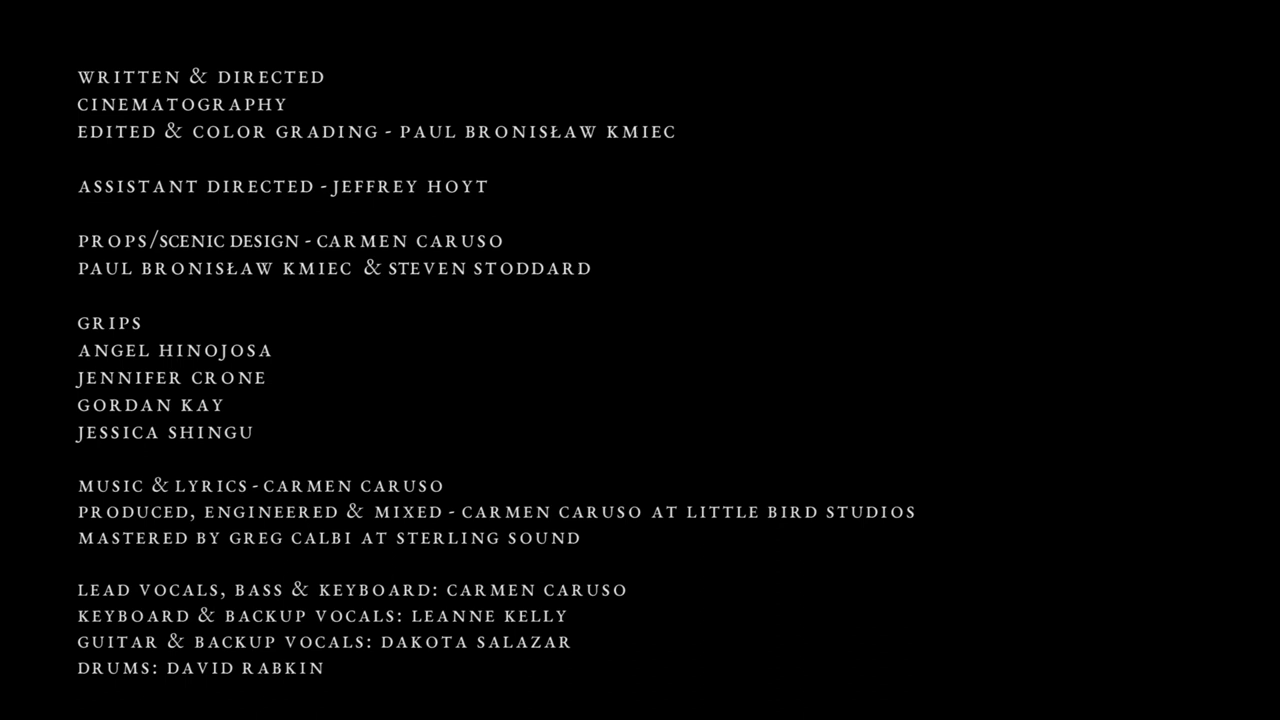 WRITTEN & DIRECTED
CINEMATOGRAPHY
EDITED & COLOR GRADING - PAUL BRONISŁAW KMIEC
ASSISTANT DIRECTED - JEFFREY HOYT
PROPS/SCENIC DESIGN - CARMEN CARUSO
PAUL BRONISŁAW KMIEC & STEVEN STODDARD
GRIPS
ANGEL HINOJOSA
JENNIFER CRONE
GORDAN KAY
JESSICA SHINGU
MUSIC & LYRICS - CARMEN CARUSO
PRODUCED, ENGINEERED & MIXED - CARMEN CARUSO AT LITTLE BIRD STUDIOS
MASTERED BY GREG CALBI AT STERLING SOUND
LEAD VOCALS, BASS & KEYBOARD: CARMEN CARUSO
KEYBOARD & BACKUP VOCALS: LEANNE KELLY
GUITAR & BACKUP VOCALS: DAKOTA SALAZAR
DRUMS: DAVID RABKIN